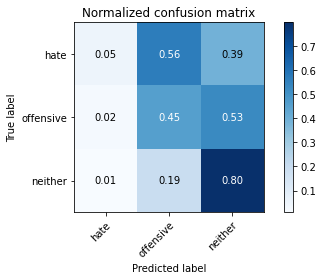 Normalized confusion matrix
True label
hate 0.05 0.56 0.39
offensive 0.02 0.45 0.53
neither 0.01 0.19 0.80
hate offensive neither
Predicted label
0.7
0.6
0.5
0.4
0.3
0.2
0.1